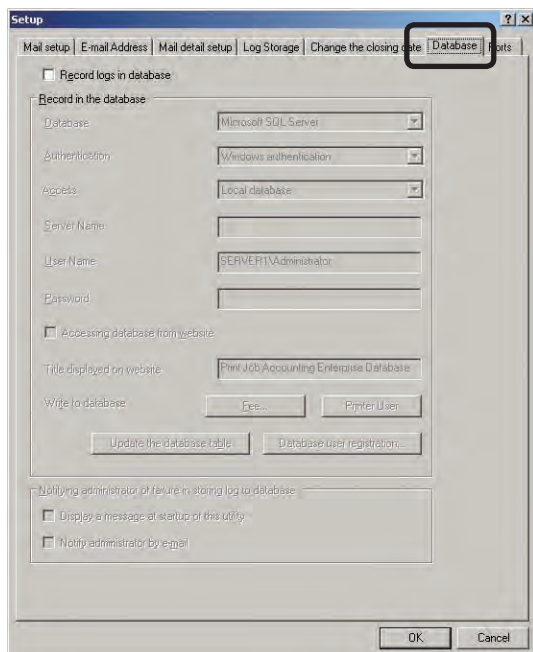 Setup
Mail setup E-mail Address Mail detail setup Log Storage Change the closing date Database Ports
Record logs in database
Record in the database
Database Microsoft SQL Server
Authentication Windows authentication
Access Local database
Server Name
User Name SERVER1\Administrator
Password
Accessing database from website
Title displayed on website Print Job Accounting Enterprise Database
Write to database Fee... Printer User
Update the database table Database user registration...
Notifying administrator of failure in storing log to database
Display a message at startup of this utility
Notify administrator by e-mail
OK Cancel